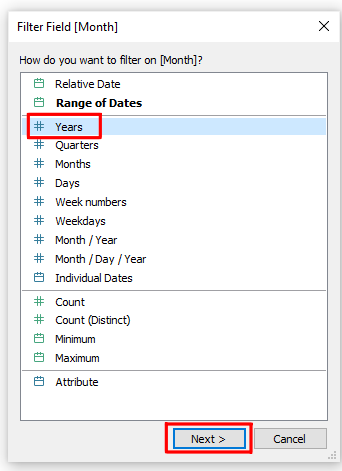 Filter Field [Month]
How do you want to filter on [Month]?
Relative Date
Range of Dates
Years
Quarters
Months
Days
Week numbers
Weekdays
Month / Year
Month / Day / Year
Individual Dates
Count
Count (Distinct)
Minimum
Maximum
Attribute
Next > Cancel